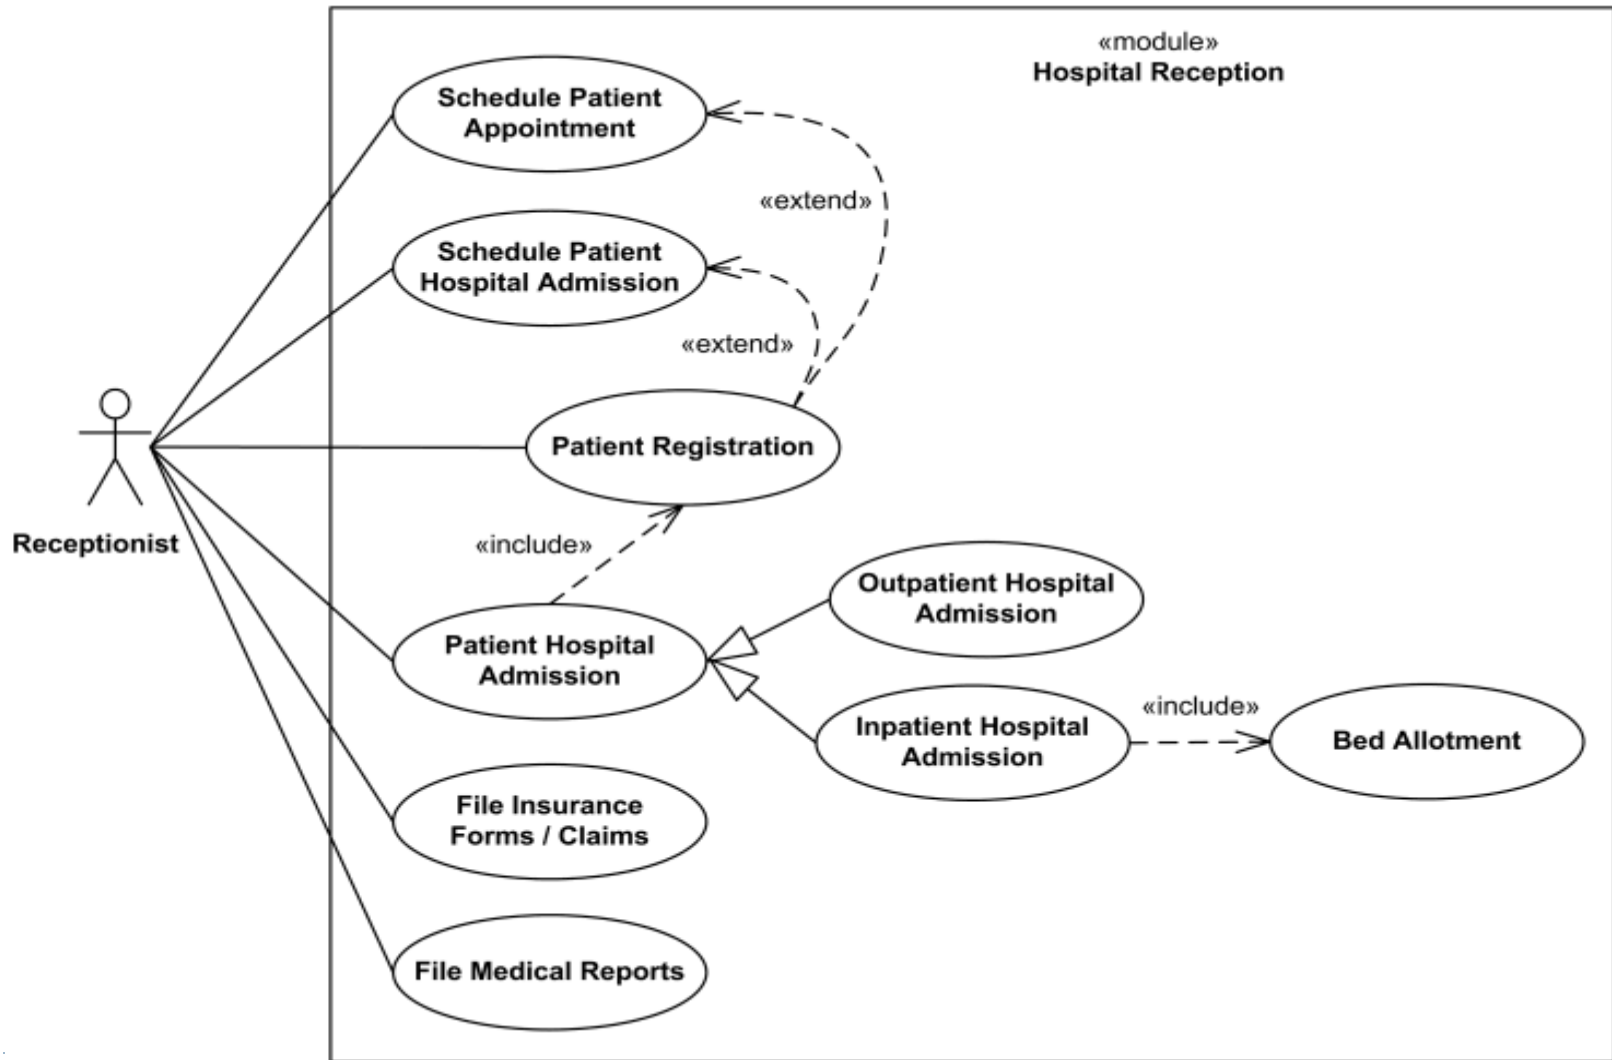 «module»
Hospital Reception
Schedule Patient
Appointment
«extend»
Schedule Patient
Hospital Admission
«extend»
Patient Registration
Receptionist
«include»
Outpatient Hospital
Admission
Patient Hospital
Admission
Inpatient Hospital
Admission
«include»
Bed Allotment
File Insurance
Forms / Claims
File Medical Reports